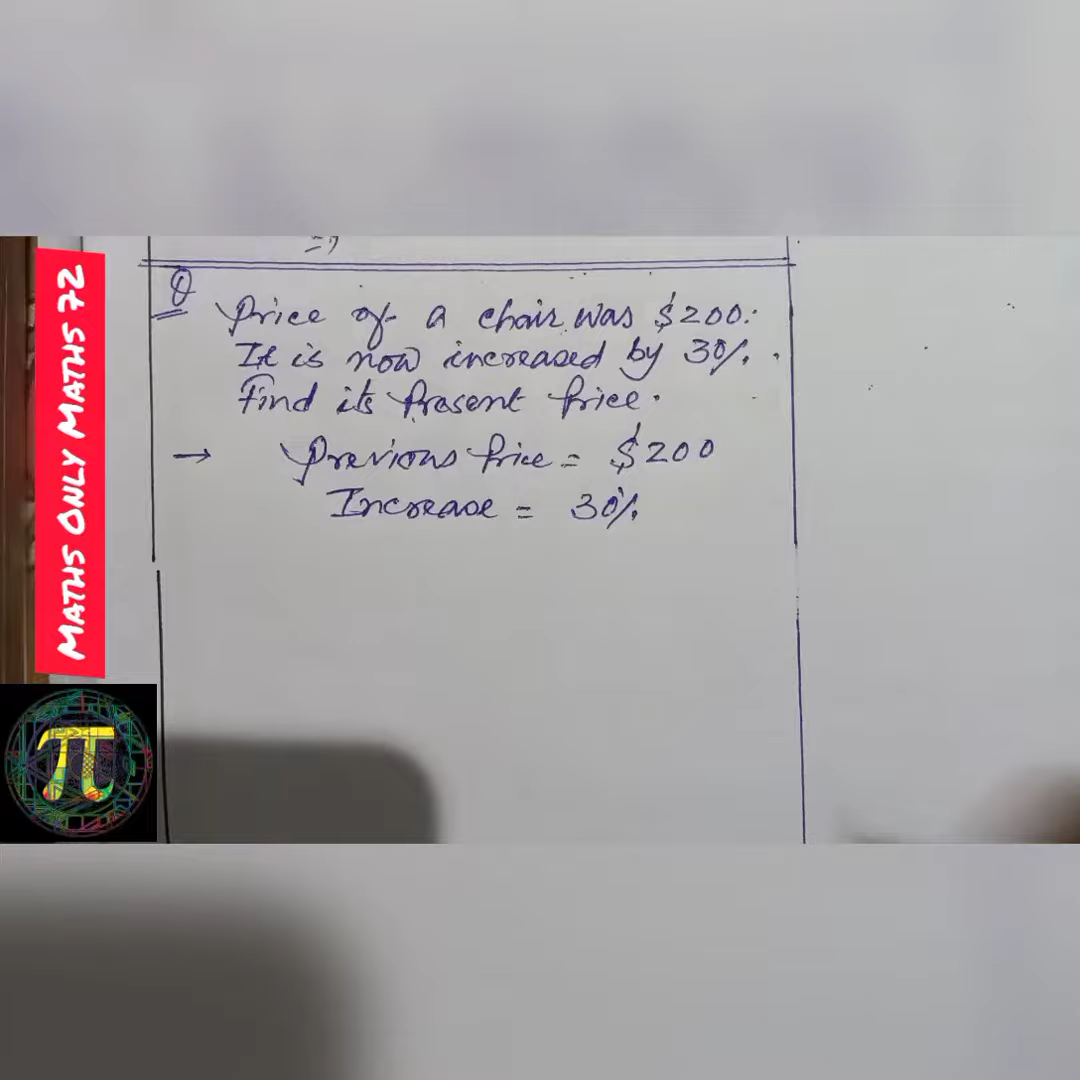 MATHS ONLY MATHS 72
Q
Price of a chair was $200.
It is now increased by 30%.
Find its Present Price.
→ Previous Price = $200
Increase = 30%
π